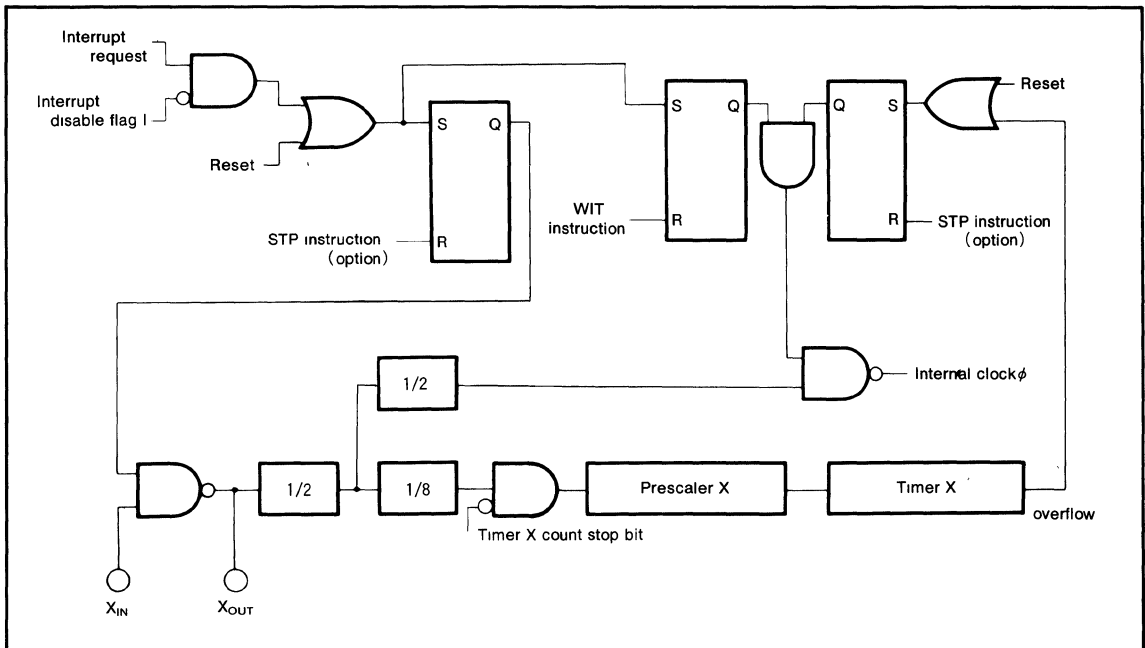 Interrupt
request
Interrupt
disable flag I
Reset
S
Q
R
STP instruction
(option)
S
Q
R
WIT
instruction
Q
S
R
Reset
STP instruction
(option)
1/2
Internal clock ϕ
1/2
1/8
Prescaler X
Timer X
overflow
Timer X count stop bit
XIN
XOUT